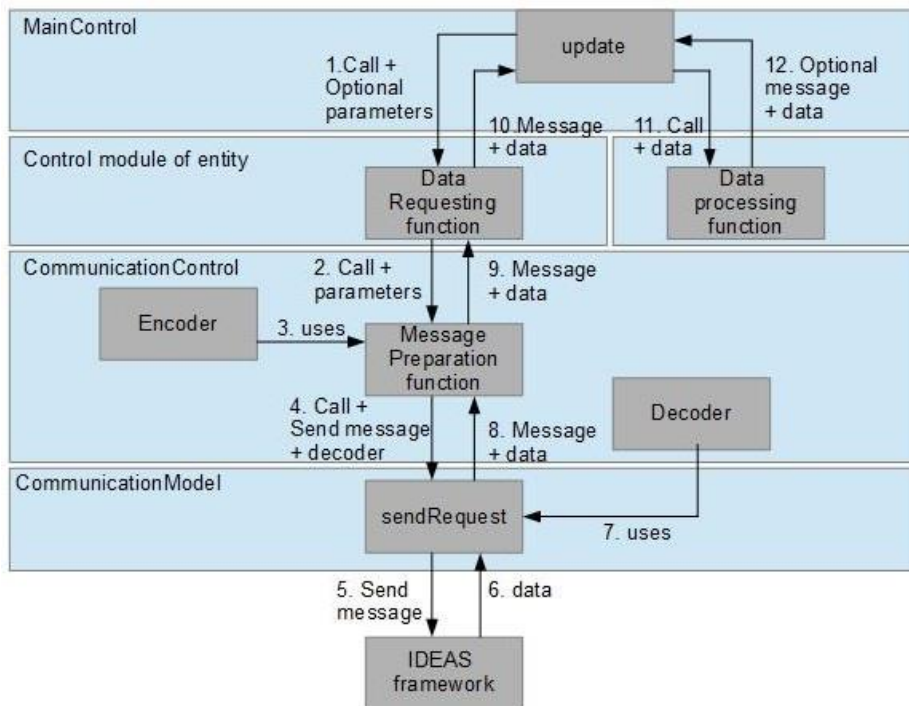 MainControl
update
1.Call +
Optional
parameters
10.Message
+ data
11. Call
+ data
12. Optional
message
+ data
Control module of entity
Data
Requesting
function
Data
processing
function
CommunicationControl
2. Call +
parameters
9. Message
+ data
Encoder
3. uses
Message
Preparation
function
4. Call +
Send message
+ decoder
8. Message
+ data
Decoder
CommunicationModel
sendRequest
7. uses
5. Send
message
6. data
IDEAS
framework